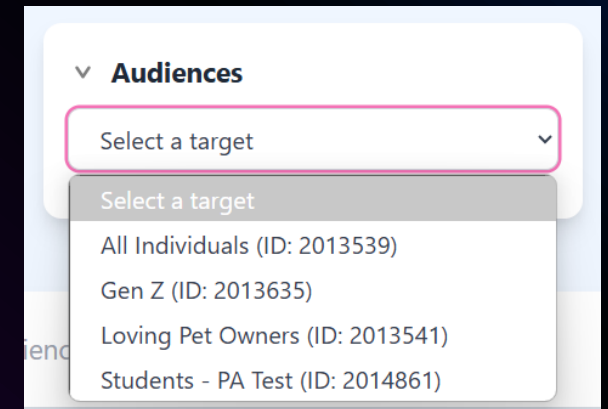 Audiences
Select a target
Select a target
All Individuals (ID: 2013539)
Gen Z (ID: 2013635)
Loving Pet Owners (ID: 2013541)
Students - PA Test (ID: 2014861)